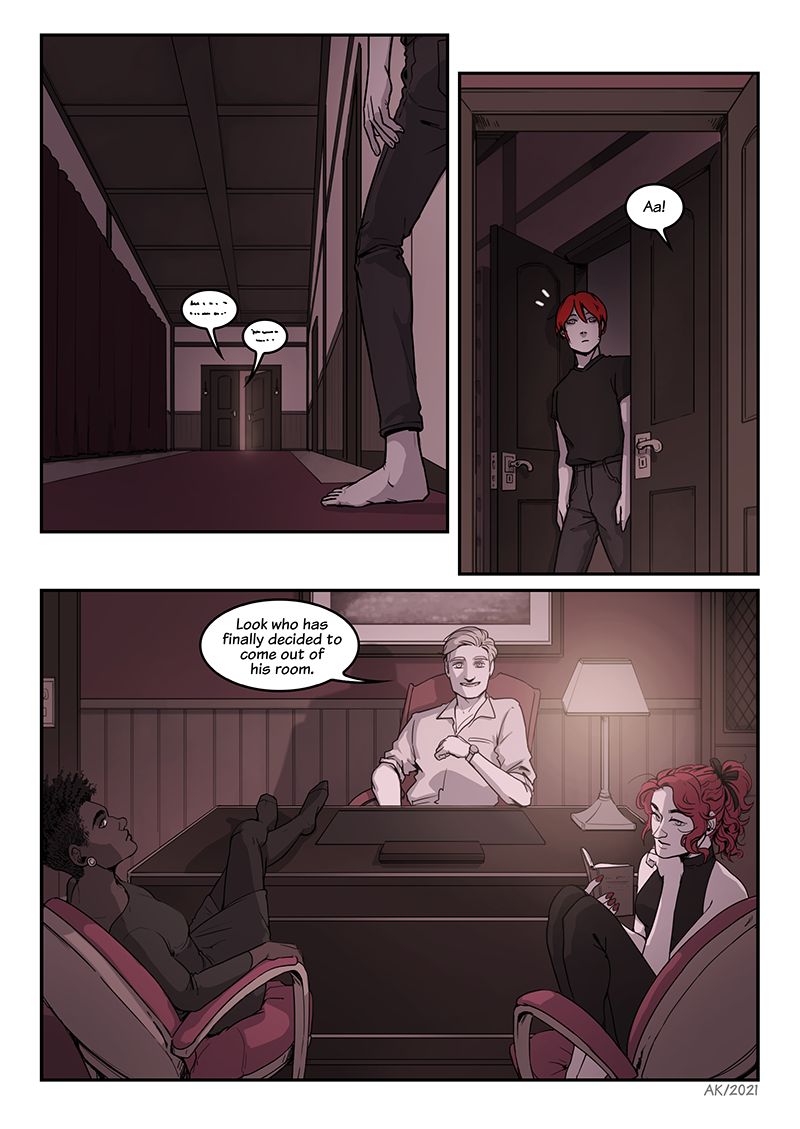 Aa!
Look who has
finally decided to
come out of
his room.
AK/2021